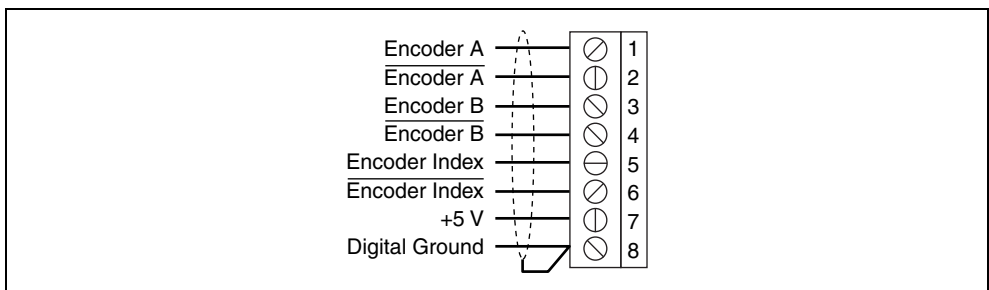 Encoder A 1
Encoder A 2
Encoder B 3
Encoder B 4
Encoder Index 5
Encoder Index 6
+5 V 7
Digital Ground 8